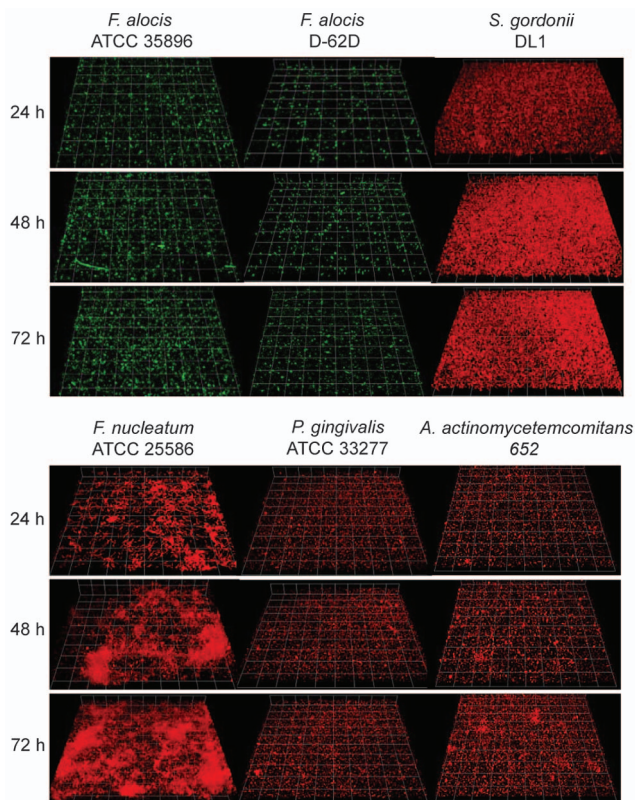 F. alocis
ATCC 35896
F. alocis
D-62D
S. gordonii
DL1
24 h
48 h
72 h
F. nucleatum
ATCC 25586
P. gingivalis
ATCC 33277
A. actinomycetemcomitans
652
24 h
48 h
72 h